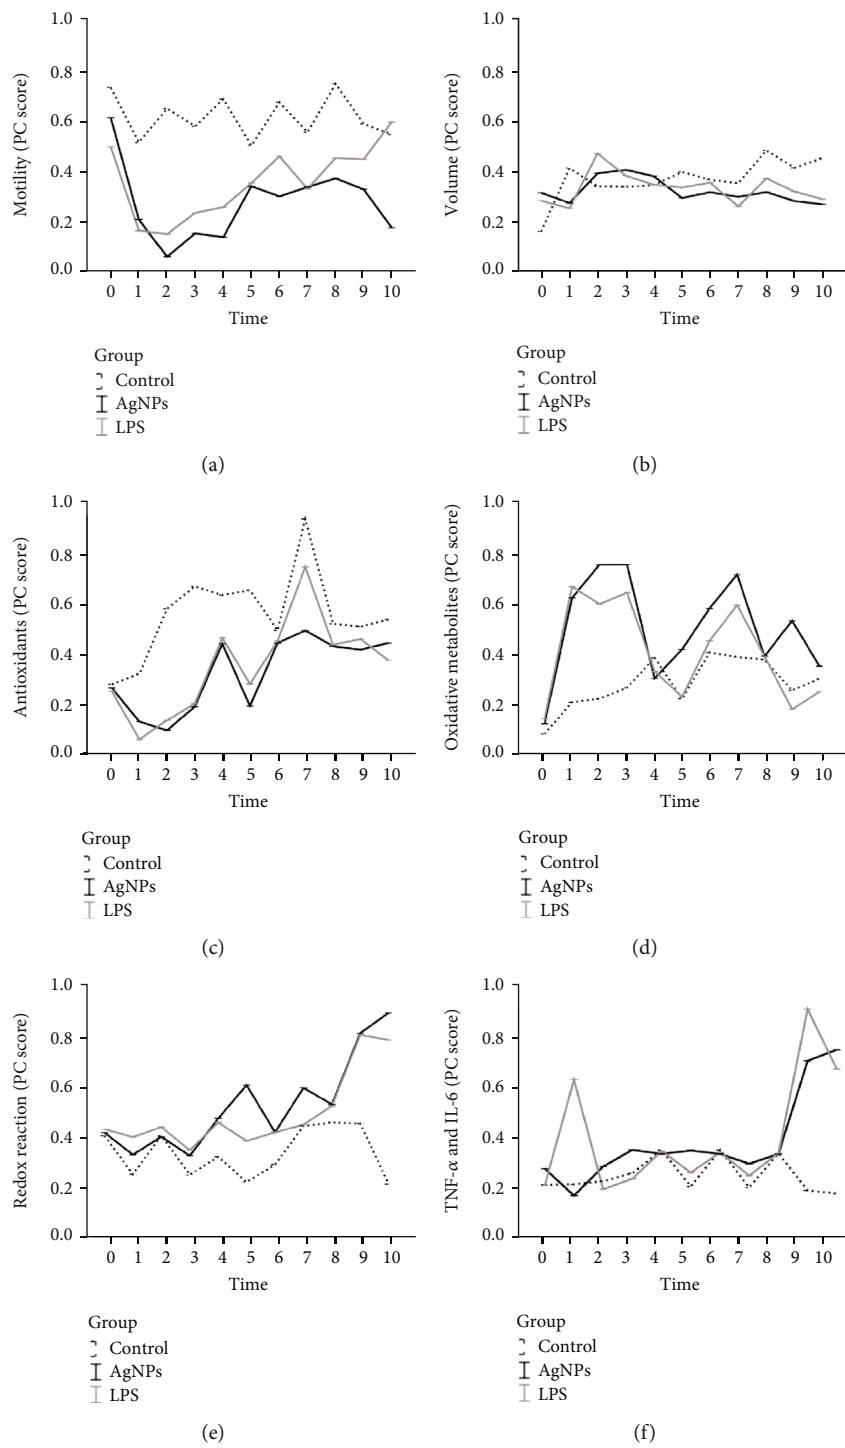 Motility (PC score)
1.0
0.8
0.6
0.4
0.2
0.0
0 1 2 3 4 5 6 7 8 9 10
Time
Group
Control
AgNPs
LPS
(a)
Volume (PC score)
1.0
0.8
0.6
0.4
0.2
0.0
0 1 2 3 4 5 6 7 8 9 10
Time
Group
Control
AgNPs
LPS
(b)
Antioxidants (PC score)
1.0
0.8
0.6
0.4
0.2
0.0
0 1 2 3 4 5 6 7 8 9 10
Time
Group
Control
AgNPs
LPS
(c)
Oxidative metabolites (PC score)
1.0
0.8
0.6
0.4
0.2
0.0
0 1 2 3 4 5 6 7 8 9 10
Time
Group
Control
AgNPs
LPS
(d)
Redox reaction (PC score)
1.0
0.8
0.6
0.4
0.2
0.0
0 1 2 3 4 5 6 7 8 9 10
Time
Group
Control
AgNPs
LPS
(e)
TNF-α and IL-6 (PC score)
1.0
0.8
0.6
0.4
0.2
0.0
0 1 2 3 4 5 6 7 8 9 10
Time
Group
Control
AgNPs
LPS
(f)